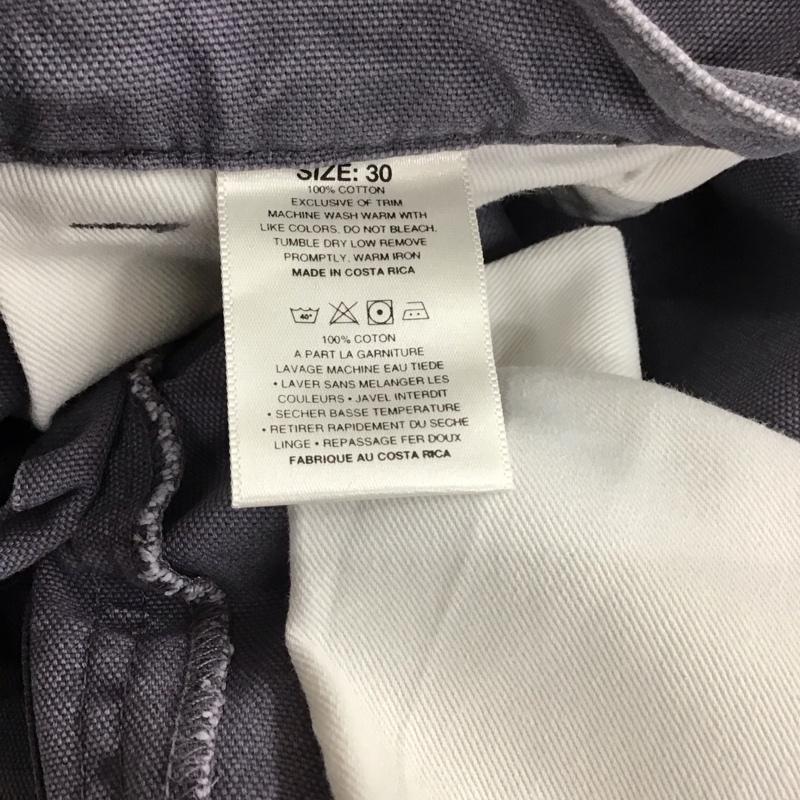 SIZE: 30
100% COTTON
EXCLUSIVE OF TRIM
MACHINE WASH WARM WITH
LIKE COLORS. DO NOT BLEACH.
TUMBLE DRY LOW REMOVE
PROMPTLY. WARM IRON
MADE IN COSTA RICA
40°
100% COTON
A PART LA GARNITURE
LAVAGE MACHINE EAU TIEDE
• LAVER SANS MELANGER LES
COULEURS • JAVEL INTERDIT
• SECHER BASSE TEMPERATURE
• RETIRER RAPIDEMENT DU SECHE
LINGE • REPASSAGE FER DOUX
FABRIQUE AU COSTA RICA